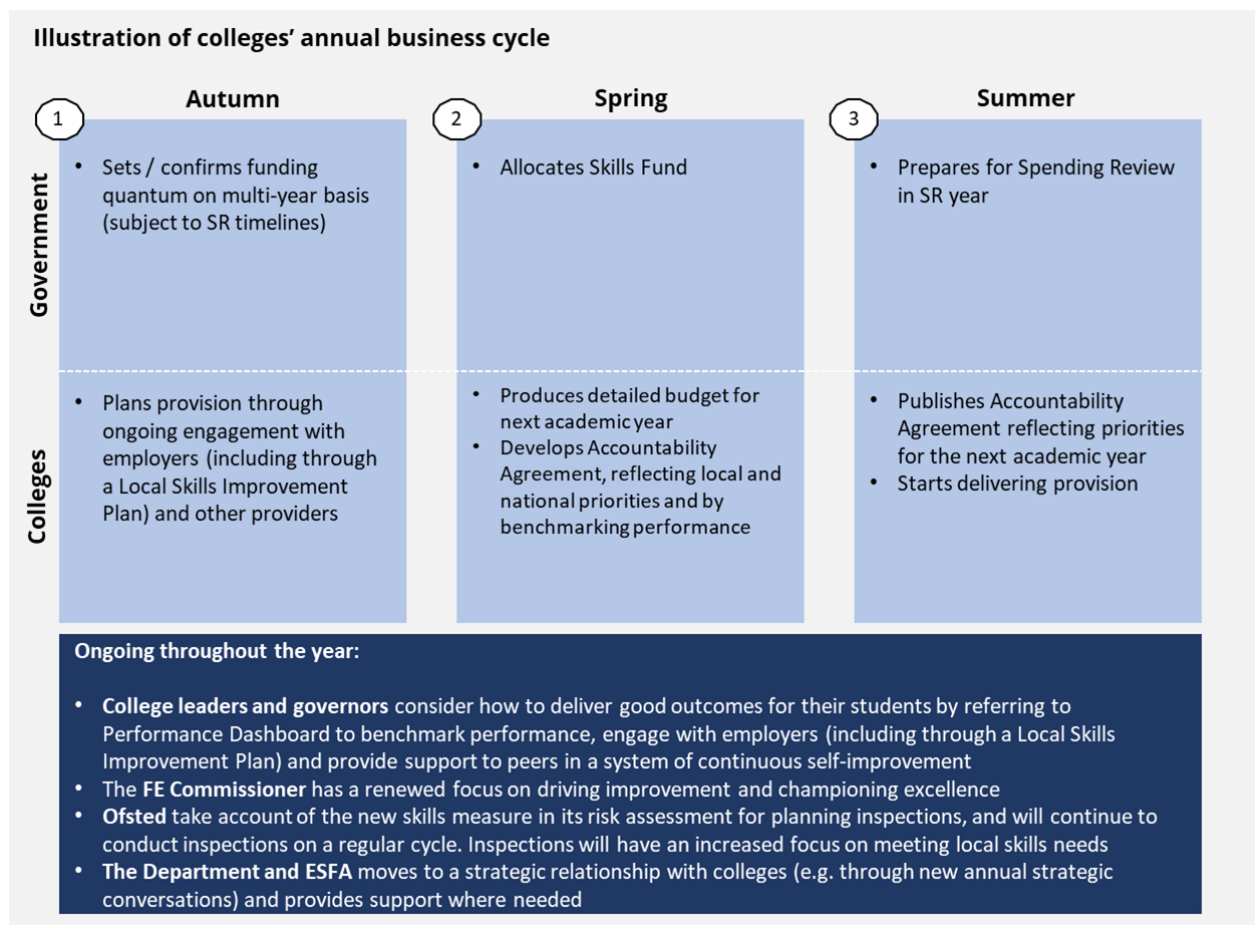 Illustration of colleges’ annual business cycle
Autumn
Spring
Summer
1
2
3
Government
• Sets / confirms funding
quantum on multi-year basis
(subject to SR timelines)
• Allocates Skills Fund
• Prepares for Spending Review
in SR year
Colleges
• Plans provision through
ongoing engagement with
employers (including through
a Local Skills Improvement
Plan) and other providers
• Produces detailed budget for
next academic year
• Develops Accountability
Agreement, reflecting local and
national priorities and by
benchmarking performance
• Publishes Accountability
Agreement reflecting priorities
for the next academic year
• Starts delivering provision
Ongoing throughout the year:
• College leaders and governors consider how to deliver good outcomes for their students by referring to
Performance Dashboard to benchmark performance, engage with employers (including through a Local Skills
Improvement Plan) and provide support to peers in a system of continuous self-improvement
• The FE Commissioner has a renewed focus on driving improvement and championing excellence
• Ofsted take account of the new skills measure in its risk assessment for planning inspections, and will continue to
conduct inspections on a regular cycle. Inspections will have an increased focus on meeting local skills needs
• The Department and ESFA moves to a strategic relationship with colleges (e.g. through new annual strategic
conversations) and provides support where needed